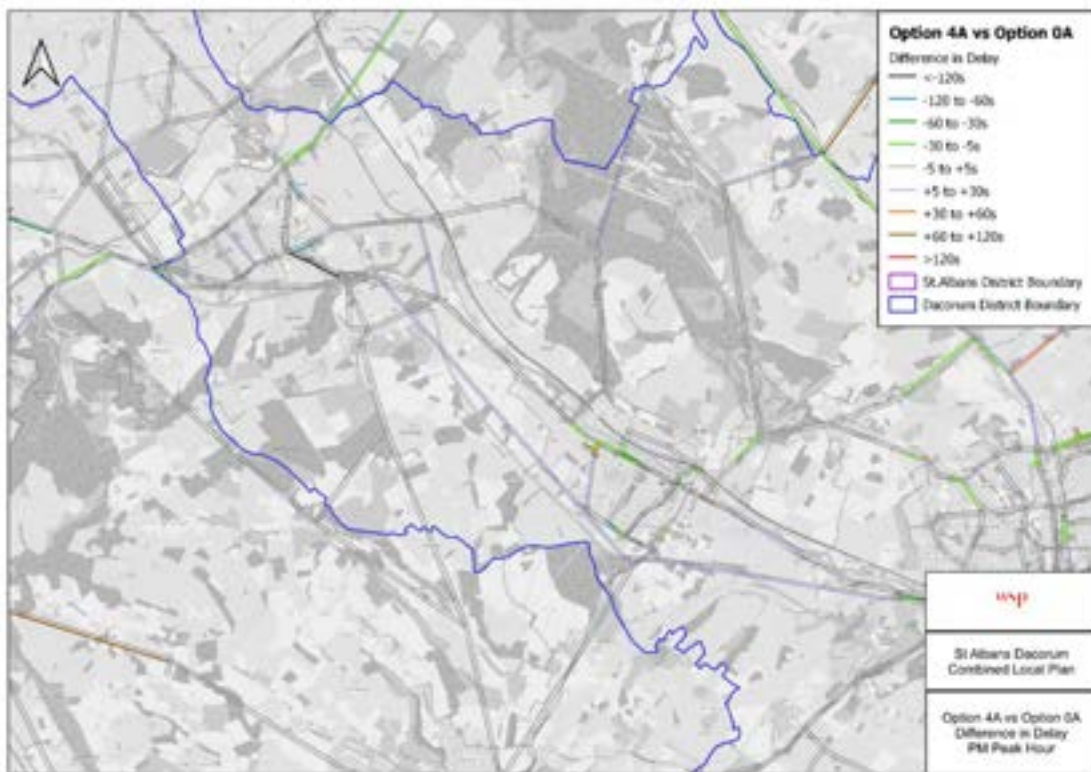 Option 4A vs Option 0A
Difference in Delay
<-120s
-120 to -60s
-60 to -30s
-30 to -5s
-5 to +5s
+5 to +30s
+30 to +60s
+60 to +120s
>120s
St Albans District Boundary
Dacorum District Boundary
wsp
St Albans Dacorum
Combined Local Plan
Option 4A vs Option 0A
Difference in Delay
PM Peak Hour